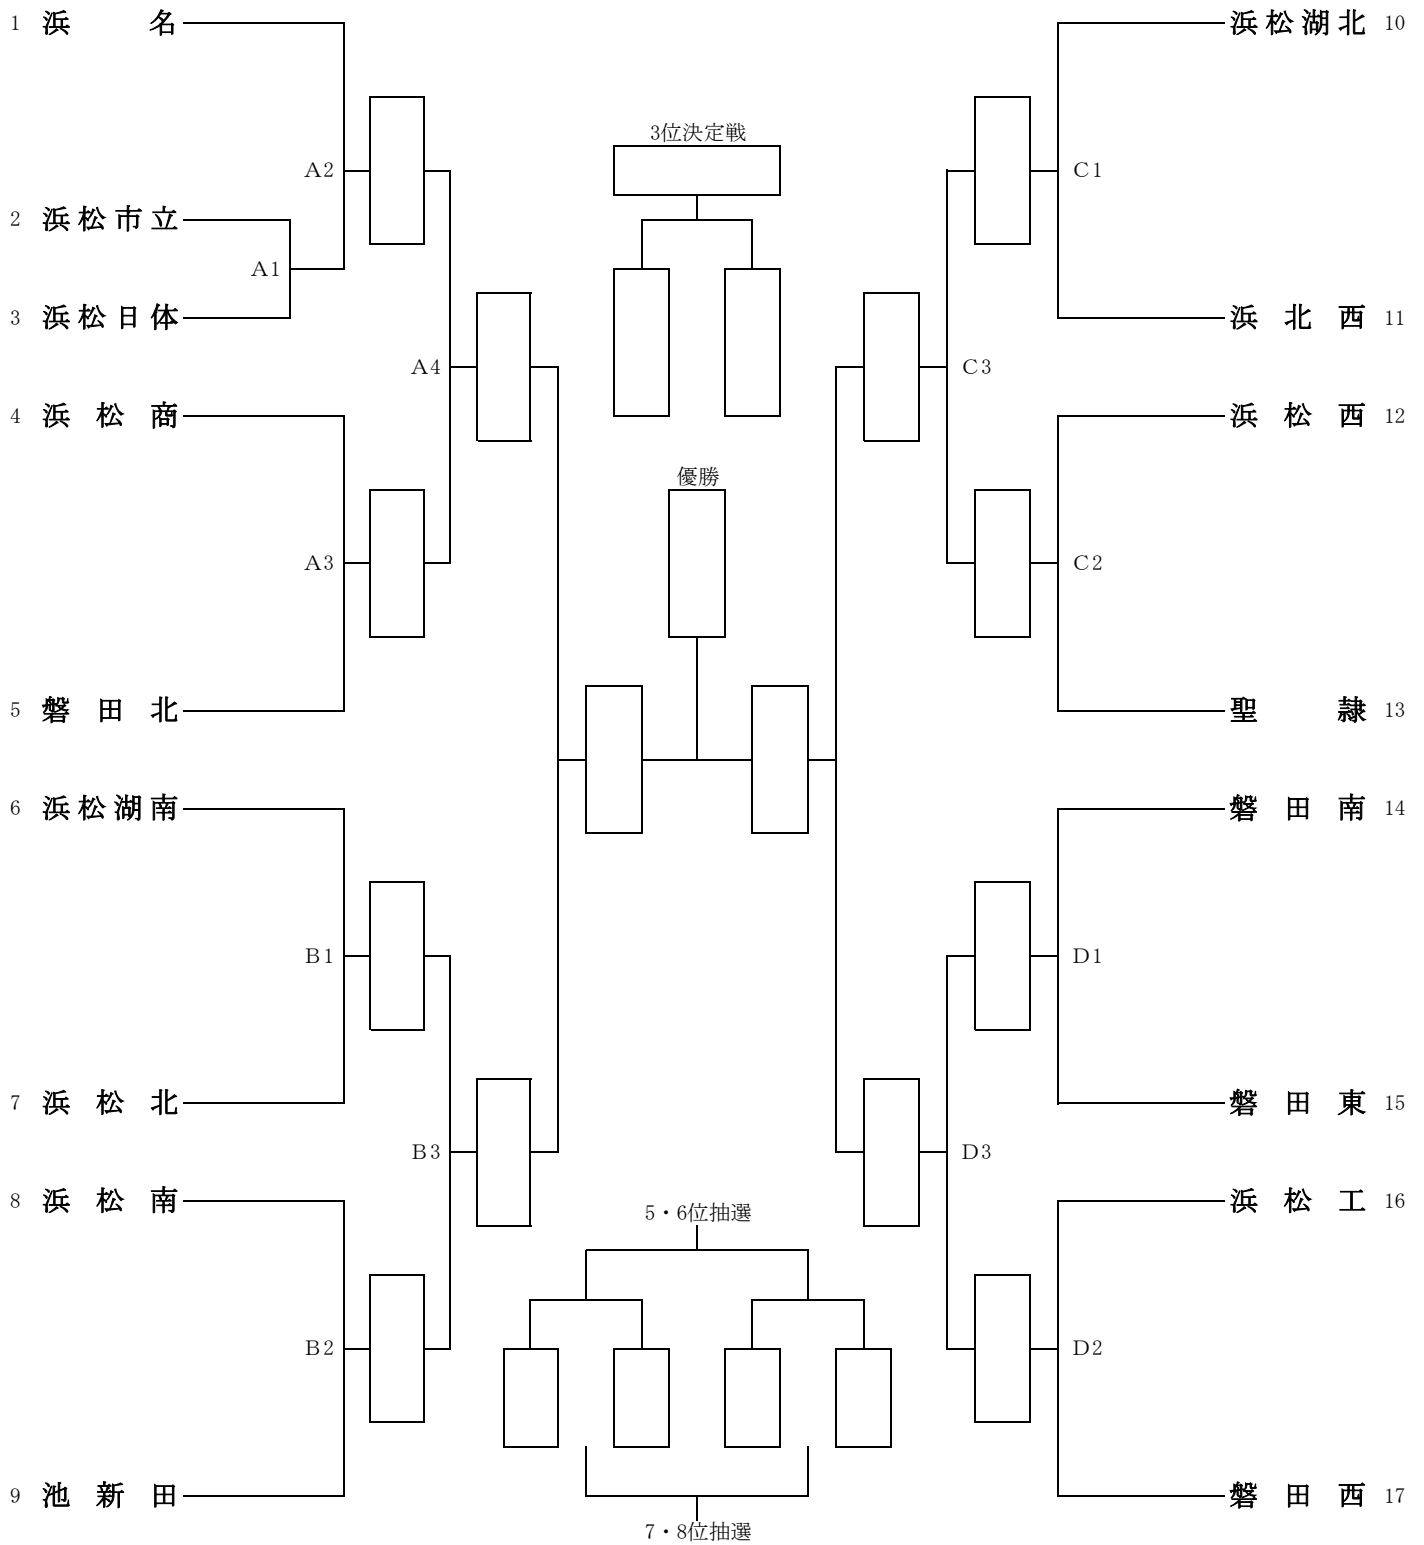 1 浜名
A2
2 浜松市立
A1
3 浜松日体
A4
4 浜松商
A3
5 磐田北
6 浜松湖南
B1
7 浜松北
B3
8 浜松南
B2
9 池新田
3位決定戦
優勝
5・6位抽選
7・8位抽選
浜松湖北 10
C1
浜北西 11
C3
浜松西 12
C2
聖隷 13
磐田南 14
D1
磐田東 15
D3
浜松工 16
D2
磐田西 17